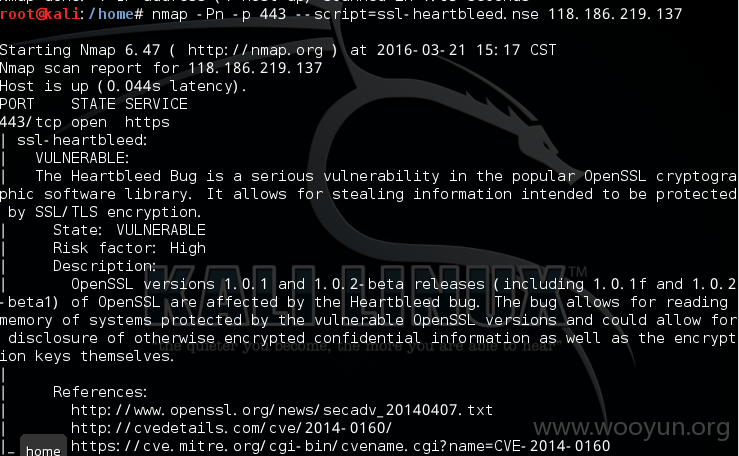 root@kali:/home# nmap -Pn -p 443 --script=ssl-heartbleed.nse 118.186.219.137
Starting Nmap 6.47 ( http://nmap.org ) at 2016-03-21 15:17 CST
Nmap scan report for 118.186.219.137
Host is up (0.044s latency).
PORT    STATE SERVICE
443/tcp open  https
| ssl-heartbleed:
|   VULNERABLE:
|   The Heartbleed Bug is a serious vulnerability in the popular OpenSSL cryptogra
phic software library. It allows for stealing information intended to be protected
 by SSL/TLS encryption.
|     State: VULNERABLE
|     Risk factor: High
|     Description:
|       OpenSSL versions 1.0.1 and 1.0.2-beta releases (including 1.0.1f and 1.0.2
-beta1) of OpenSSL are affected by the Heartbleed bug. The bug allows for reading
memory of systems protected by the vulnerable OpenSSL versions and could allow for
 disclosure of otherwise encrypted confidential information as well as the encrypt
ion keys themselves.
|
|     References:
|       http://www.openssl.org/news/secadv_20140407.txt
|       http://cvedetails.com/cve/2014-0160/
|_      https://cve.mitre.org/cgi-bin/cvename.cgi?name=CVE-2014-0160
KALI LINUX™
the quieter you become, the more you are able to hear
www.wooyun.org
home